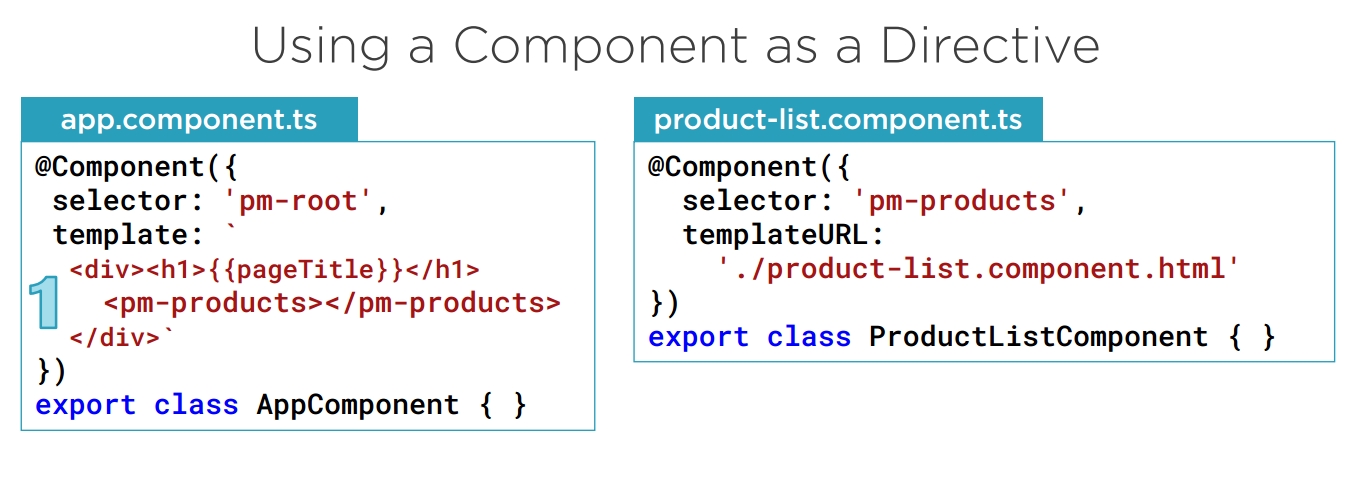 Using a Component as a Directive
app.component.ts
@Component({
selector: 'pm-root',
template: `
<div><h1>{{pageTitle}}</h1>
1
<pm-products></pm-products>
</div>`
})
export class AppComponent { }
product-list.component.ts
@Component({
selector: 'pm-products',
templateURL:
'./product-list.component.html'
})
export class ProductListComponent { }